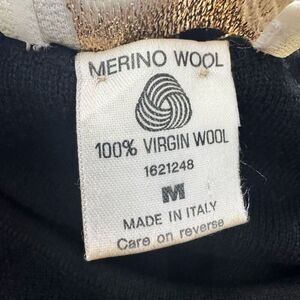 MERINO WOOL
100% VIRGIN WOOL
1621248
M
MADE IN ITALY
Care on reverse